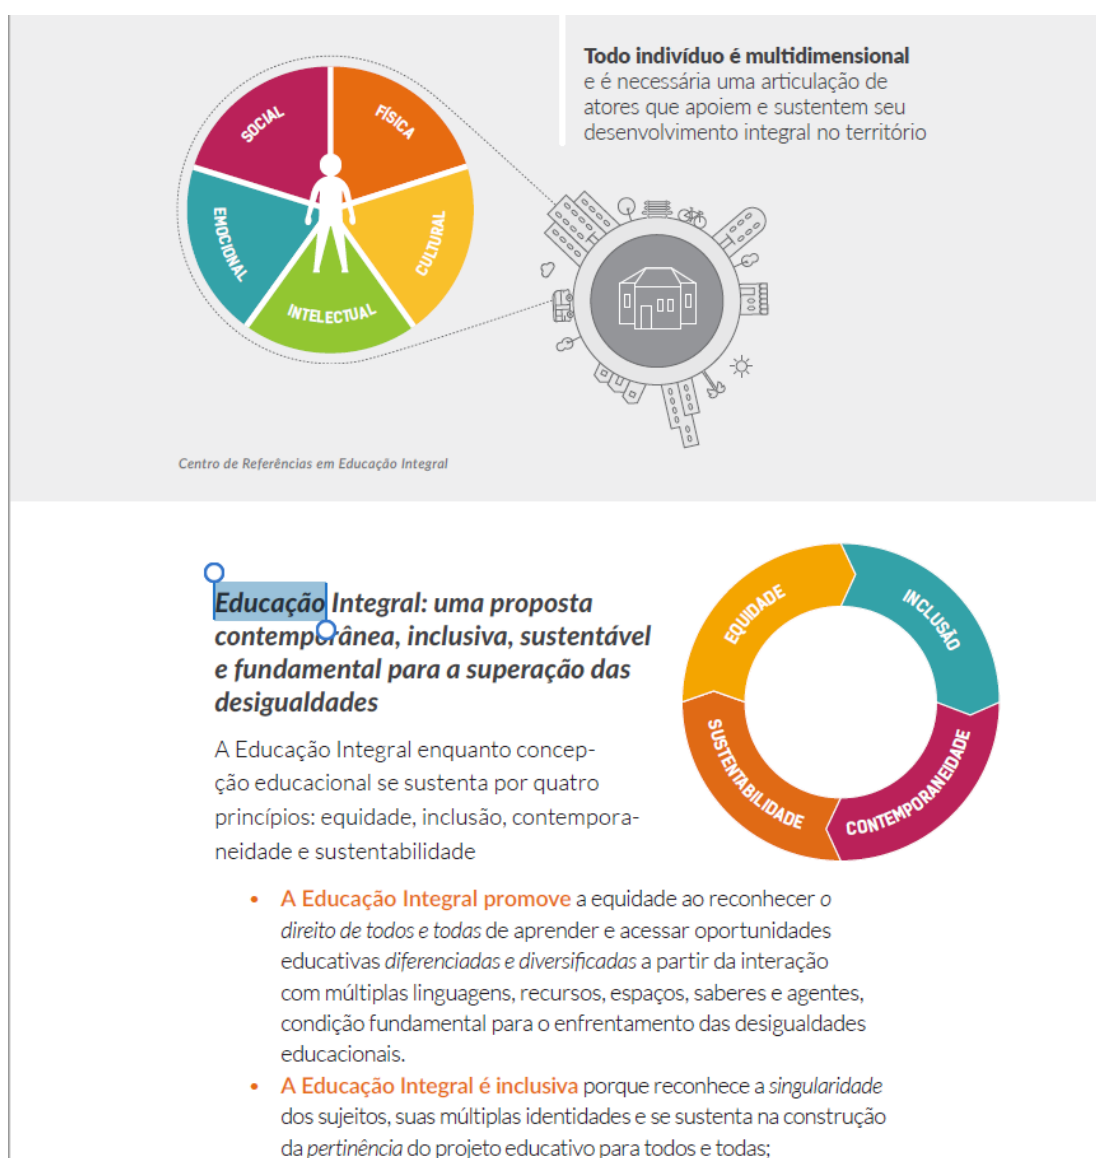 Todo indivíduo é multidimensional
e é necessária uma articulação de
atores que apoiem e sustentem seu
desenvolvimento integral no território
SOCIAL
FÍSICA
EMOCIONAL
CULTURAL
INTELECTUAL
Centro de Referências em Educação Integral
Educação Integral: uma proposta
contemporânea, inclusiva, sustentável
e fundamental para a superação das
desigualdades
A Educação Integral enquanto concep-
ção educacional se sustenta por quatro
princípios: equidade, inclusão, contempora-
neidade e sustentabilidade
EQUIDADE
INCLUSÃO
SUSTENTABILIDADE
CONTEMPORANEIDADE
• A Educação Integral promove a equidade ao reconhecer o
direito de todos e todas de aprender e acessar oportunidades
educativas diferenciadas e diversificadas a partir da interação
com múltiplas linguagens, recursos, espaços, saberes e agentes,
condição fundamental para o enfrentamento das desigualdades
educacionais.
• A Educação Integral é inclusiva porque reconhece a singularidade
dos sujeitos, suas múltiplas identidades e se sustenta na construção
da pertinência do projeto educativo para todos e todas;